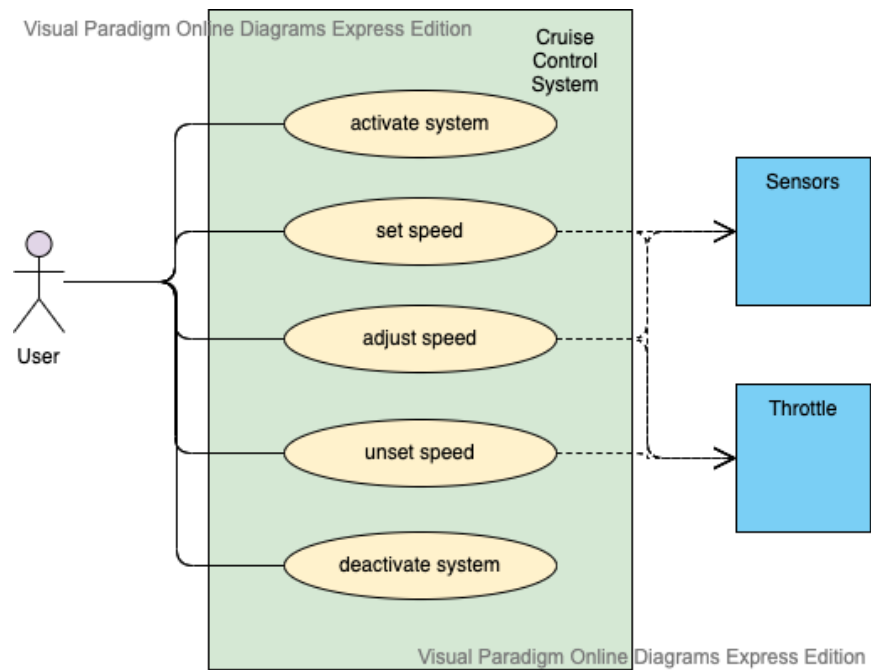 Visual Paradigm Online Diagrams Express Edition
Cruise
Control
System
activate system
set speed
Sensors
adjust speed
User
Throttle
unset speed
deactivate system
Visual Paradigm Online Diagrams Express Edition